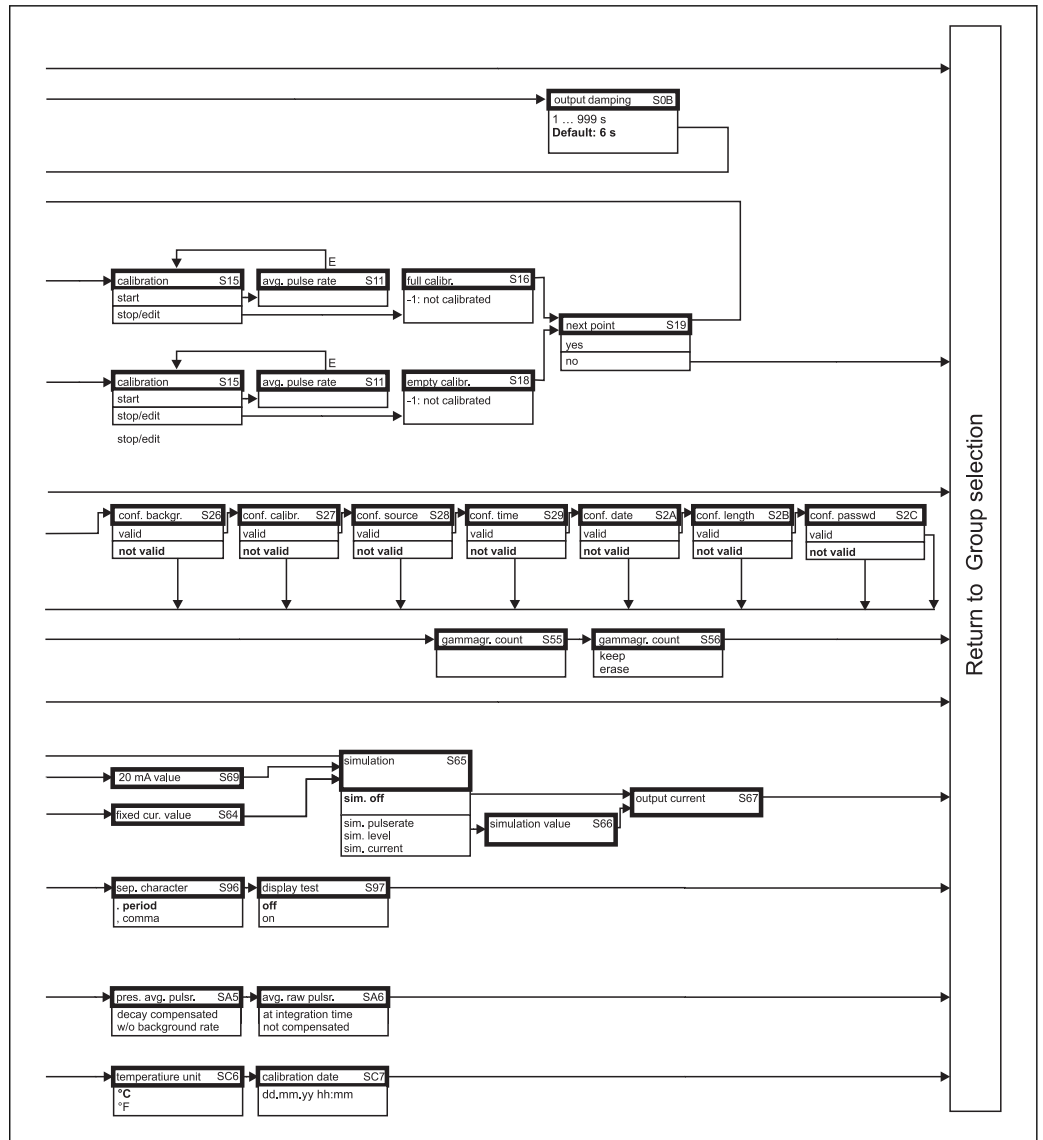 output damping S0B
1 … 999 s
Default: 6 s
E
calibration S15
start
stop/edit
avg. pulse rate S11
full calibr. S16
-1: not calibrated
next point S19
yes
no
E
calibration S15
start
stop/edit
stop/edit
avg. pulse rate S11
empty calibr. S18
-1: not calibrated
conf. backgr. S26
valid
not valid
conf. calibr. S27
valid
not valid
conf. source S28
valid
not valid
conf. time S29
valid
not valid
conf. date S2A
valid
not valid
conf. length S2B
valid
not valid
conf. passwd S2C
valid
not valid
gammagr. count S55
gammagr. count S56
keep
erase
20 mA value S69
fixed cur. value S64
simulation S65
sim. off
sim. pulserate
sim. level
sim. current
simulation value S66
output current S67
sep. character S96
. period
, comma
display test S97
off
on
pres. avg. pulsr. SA5
decay compensated
w/o background rate
avg. raw pulsr. SA6
at integration time
not compensated
temperatiure unit SC6
°C
°F
calibration date SC7
dd.mm.yy hh:mm
Return to Group selection